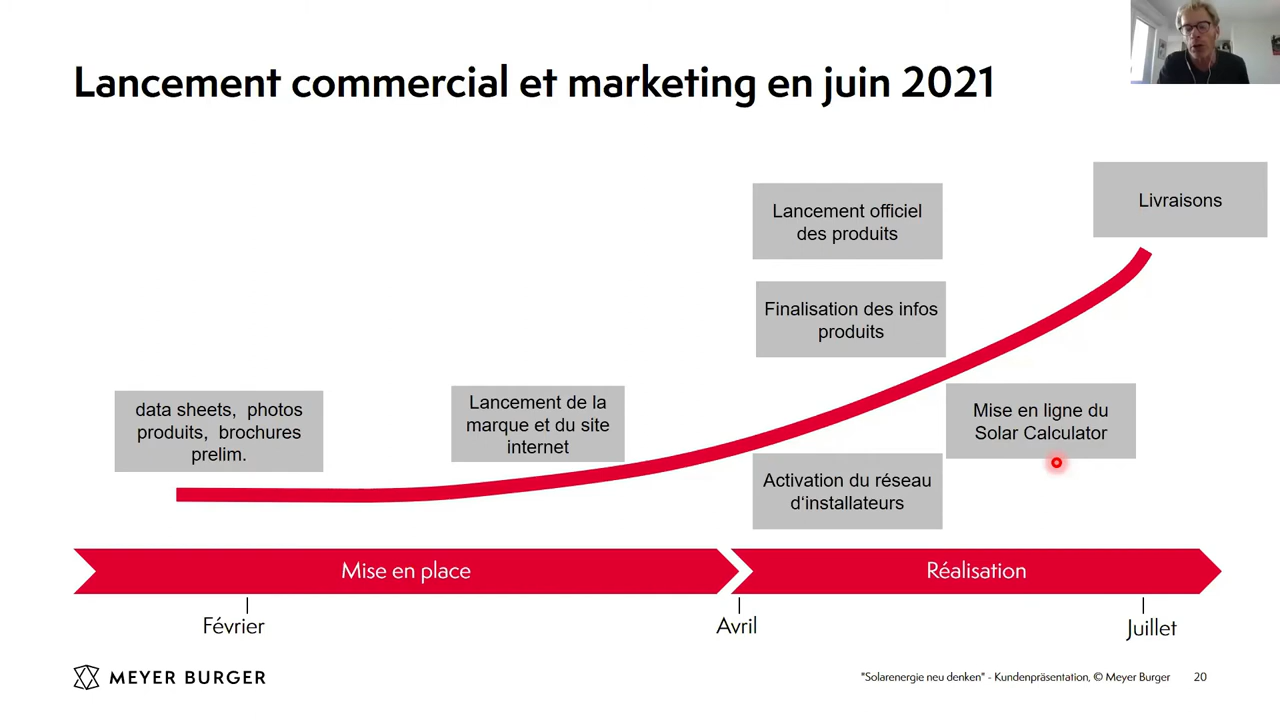 Lancement commercial et marketing en juin 2021
Livraisons
Lancement officiel
des produits
Finalisation des infos
produits
data sheets,  photos
produits,  brochures
prelim.
Lancement de la
marque et du site
internet
Mise en ligne du
Solar Calculator
Activation du réseau
d‘installateurs
Mise en place
Réalisation
Février
Avril
Juillet
MEYER BURGER
"Solarenergie neu denken" - Kundenpräsentation, © Meyer Burger
20